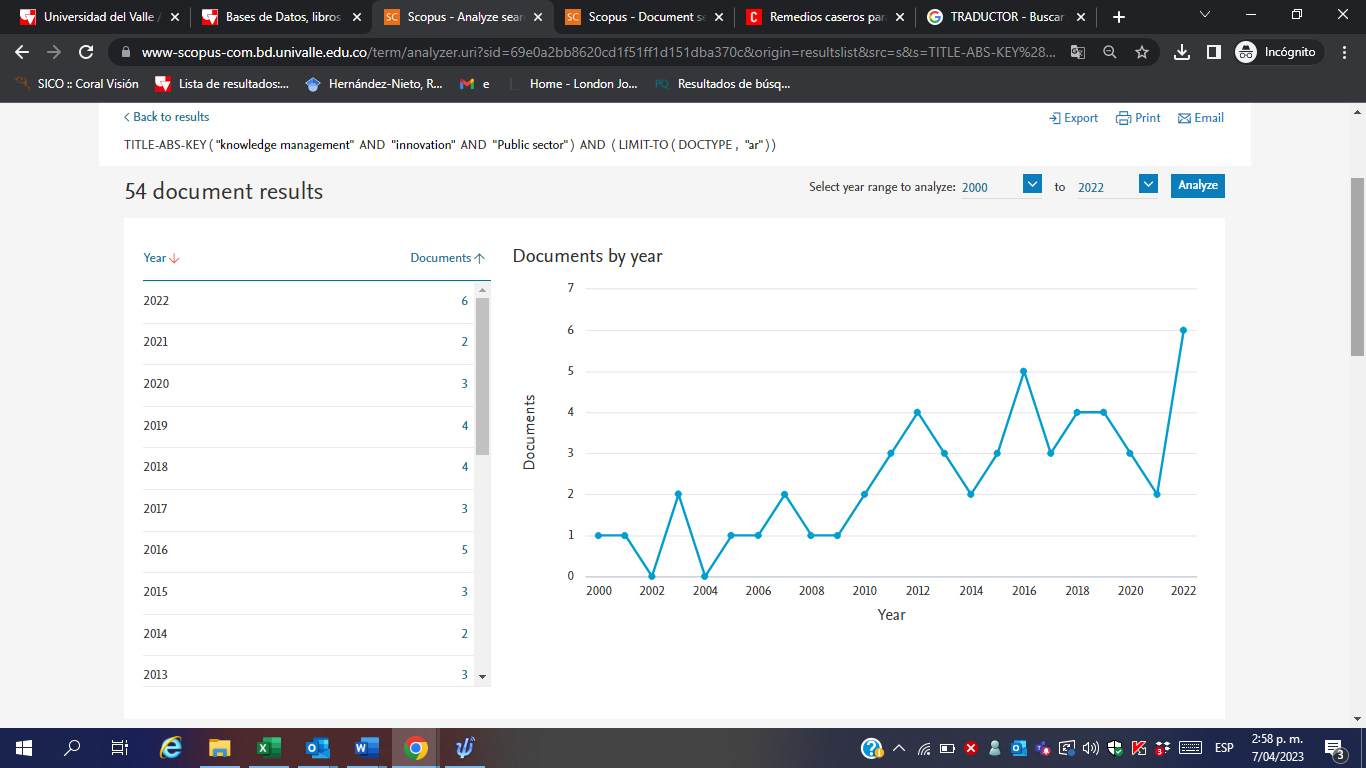 Universidad del Valle /
Bases de Datos, libros
Scopus - Analyze sear
Scopus - Document se
Remedios caseros para
TRADUCTOR - Buscar
www-scopus-com.bd.univalle.edu.co/term/analyzer.uri?sid=69e0a2bb8620cd1f51ff1d151dba370c&origin=resultslist&src=s&s=TITLE-ABS-KEY%28...
Incógnito
SICO :: Coral Visión
Lista de resultados:...
Hernández-Nieto, R...
e
Home - London Jo...
Resultados de búsq...
Back to results
Export
Print
Email
TITLE-ABS-KEY ( "knowledge management" AND "innovation" AND "Public sector" ) AND ( LIMIT-TO ( DOCTYPE , "ar" ) )
54 document results
Select year range to analyze: 2000 to 2022 Analyze
Year Documents
2022 6
2021 2
2020 3
2019 4
2018 4
2017 3
2016 5
2015 3
2014 2
2013 3
Documents by year
7
6
5
4
3
2
1
0
Documents
2000 2002 2004 2006 2008 2010 2012 2014 2016 2018 2020 2022
Year
ESP
2:58 p. m.
7/04/2023
3